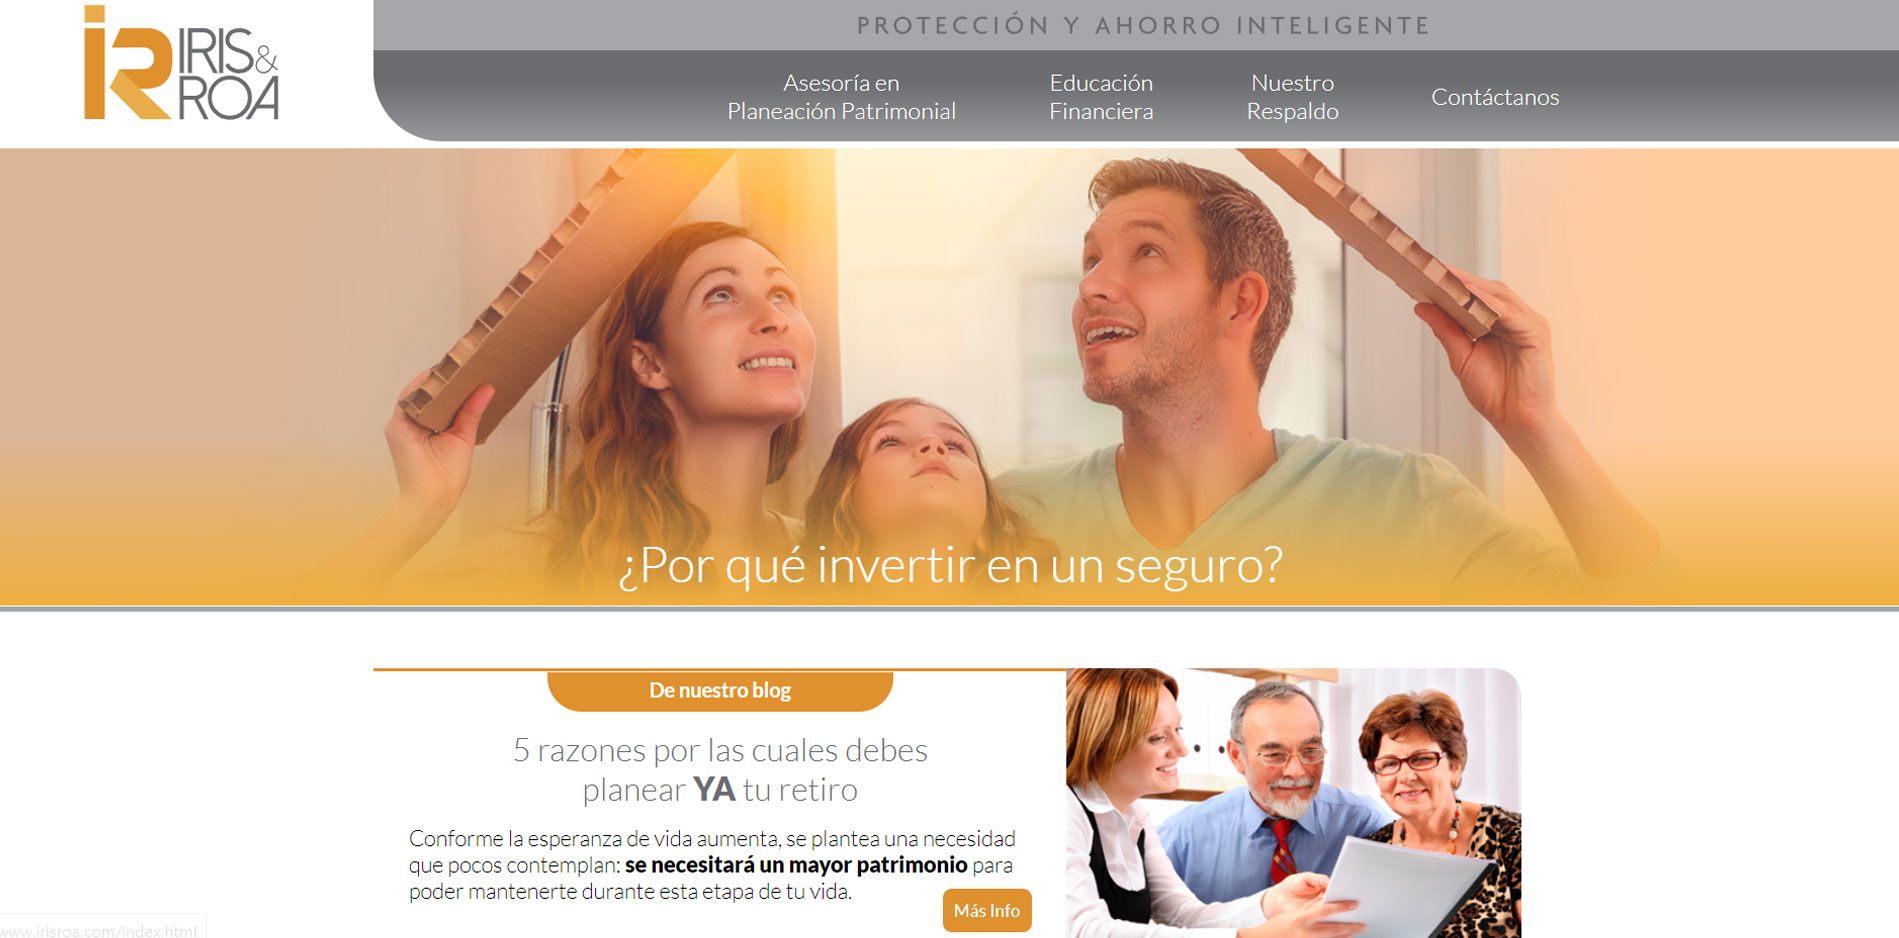 IRIS&
ROA
PROTECCIÓN Y AHORRO INTELIGENTE
Asesoría en
Planeación Patrimonial
Educación
Financiera
Nuestro
Respaldo
Contáctanos
¿Por qué invertir en un seguro?
De nuestro blog
5 razones por las cuales debes
planear YA tu retiro
Conforme la esperanza de vida aumenta, se plantea una necesidad
que pocos contemplan: se necesitará un mayor patrimonio para
poder mantenerte durante esta etapa de tu vida.
Más Info
www.irisroa.com/index.html